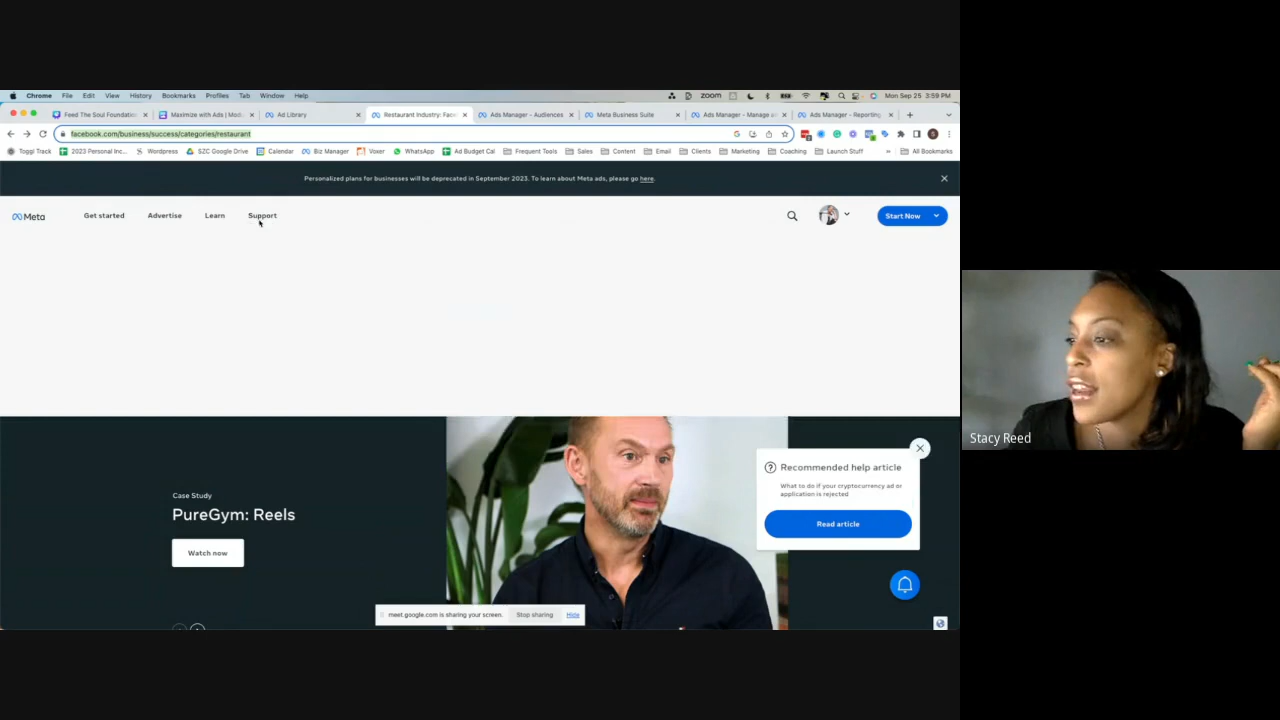 Chrome File Edit View History Bookmarks Profiles Tab Window Help zoom Mon Sep 25 3:59 PM
Feed The Soul Foundation Maximize with Ads | Mod Ad Library Restaurant Industry: Face Ads Manager - Audiences Meta Business Suite Ads Manager - Manage a Ads Manager - Reporting
facebook.com/business/success/categories/restaurant
Toggl Track 2023 Personal Inc... Wordpress SZC Google Drive Calendar Biz Manager Voxer WhatsApp Ad Budget Cal Frequent Tools Sales Content Email Clients Marketing Coaching Launch Stuff » All Bookmarks
Personalized plans for businesses will be deprecated in September 2023. To learn about Meta ads, please go here.
Meta Get started Advertise Learn Support Start Now
Recommended help article
What to do if your cryptocurrency ad or
application is rejected
Read article
Case Study
PureGym: Reels
Watch now
meet.google.com is sharing your screen. Stop sharing Hide
Stacy Reed